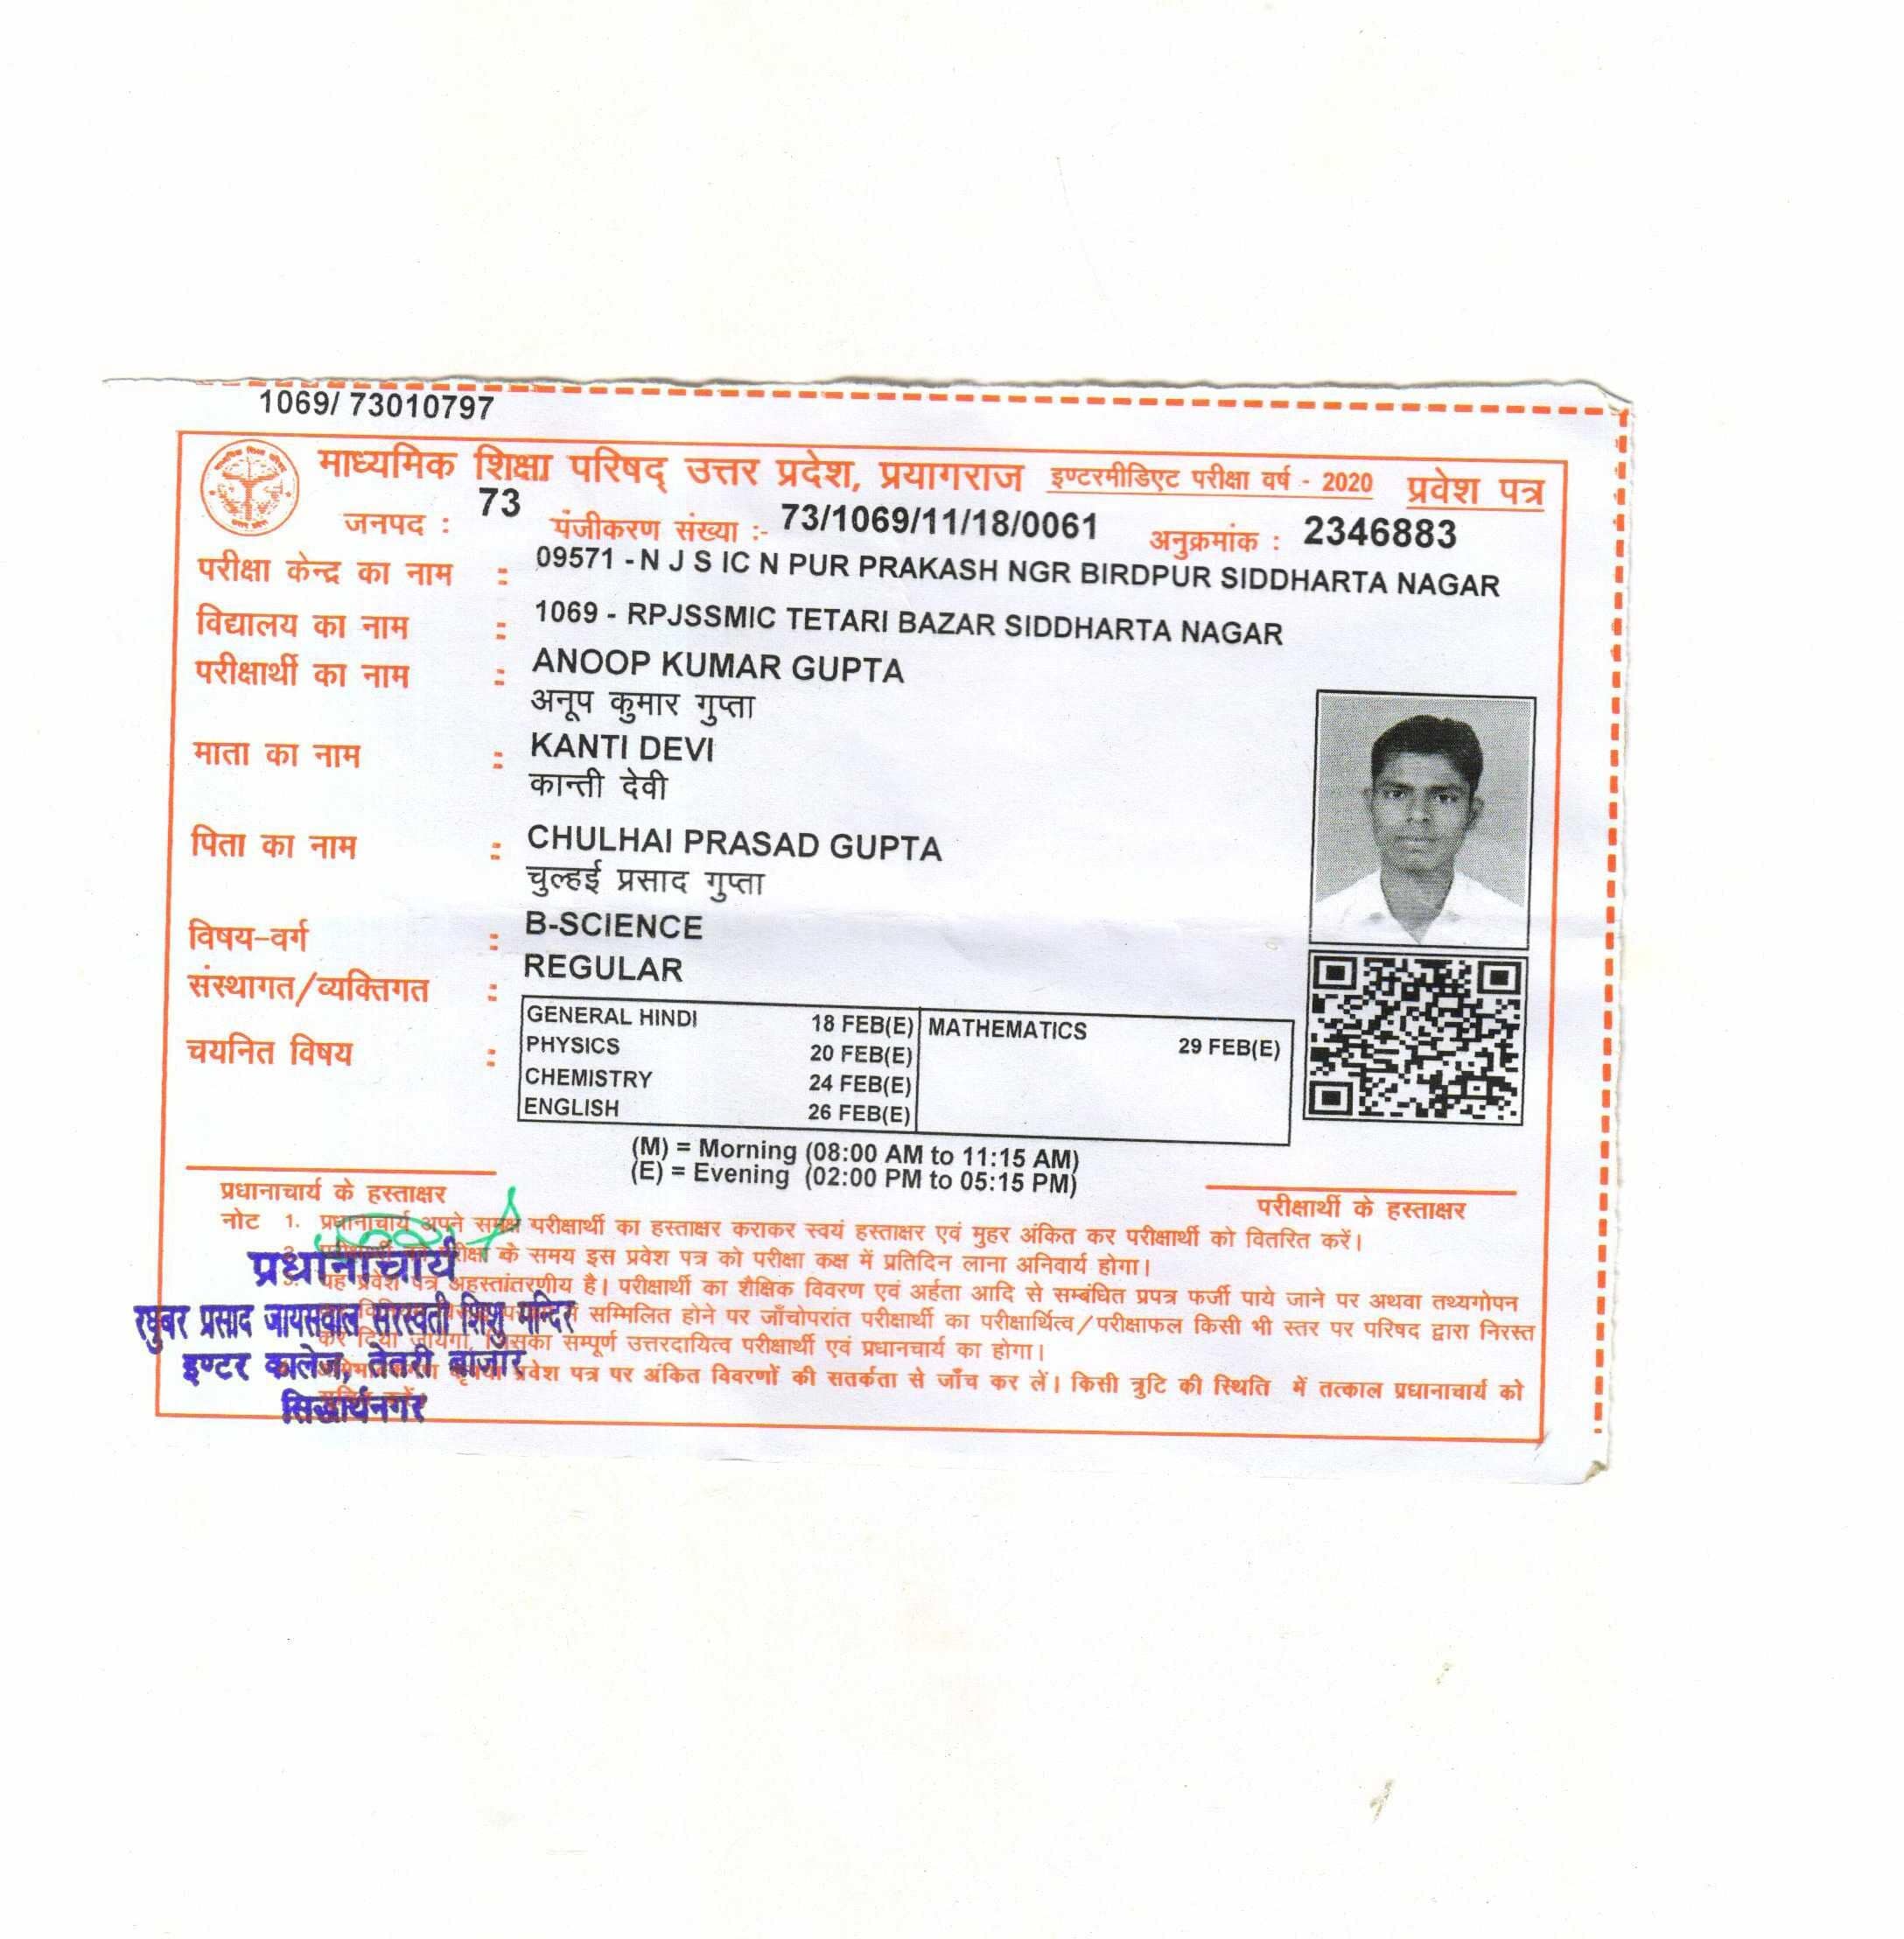 1069/ 73010797
माध्यमिक शिक्षा परिषद् उत्तर प्रदेश, प्रयागराज इण्टरमीडिएट परीक्षा वर्ष - 2020 प्रवेश पत्र
जनपद : 73 पंजीकरण संख्या :- 73/1069/11/18/0061 अनुक्रमांक : 2346883
परीक्षा केन्द्र का नाम : 09571 - N J S IC N PUR PRAKASH NGR BIRDPUR SIDDHARTA NAGAR
विद्यालय का नाम : 1069 - RPJSSMIC TETARI BAZAR SIDDHARTA NAGAR
परीक्षार्थी का नाम : ANOOP KUMAR GUPTA
अनूप कुमार गुप्ता
माता का नाम : KANTI DEVI
कान्ती देवी
पिता का नाम : CHULHAI PRASAD GUPTA
चुल्हई प्रसाद गुप्ता
विषय-वर्ग : B-SCIENCE
संस्थागत/व्यक्तिगत : REGULAR
चयनित विषय :
GENERAL HINDI 18 FEB(E) MATHEMATICS 29 FEB(E)
PHYSICS 20 FEB(E)
CHEMISTRY 24 FEB(E)
ENGLISH 26 FEB(E)
(M) = Morning (08:00 AM to 11:15 AM)
(E) = Evening (02:00 PM to 05:15 PM)
प्रधानाचार्य के हस्ताक्षर परीक्षार्थी के हस्ताक्षर
नोट 1. प्रधानाचार्य अपने समक्ष परीक्षार्थी का हस्ताक्षर कराकर स्वयं हस्ताक्षर एवं मुहर अंकित कर परीक्षार्थी को वितरित करें।
के समय इस प्रवेश पत्र को परीक्षा कक्ष में प्रतिदिन लाना अनिवार्य होगा।
3. यह प्रवेश पत्र अहस्तांतरणीय है। परीक्षार्थी का शैक्षिक विवरण एवं अर्हता आदि से सम्बंधित प्रपत्र फर्जी पाये जाने पर अथवा तथ्यगोपन
सम्मिलित होने पर जाँचोपरांत परीक्षार्थी का परीक्षार्थित्व/परीक्षाफल किसी भी स्तर पर परिषद द्वारा निरस्त
कर दिया जायेगा, जिसका सम्पूर्ण उत्तरदायित्व परीक्षार्थी एवं प्रधानचार्य का होगा।
प्रवेश पत्र पर अंकित विवरणों की सतर्कता से जाँच कर लें। किसी त्रुटि की स्थिति में तत्काल प्रधानाचार्य को
प्रधानाचार्य
रघुबर प्रसाद जायसवाल सरस्वती शिशु मन्दिर
इण्टर कालेज, तेतरी बाजार
सिद्धार्थनगर